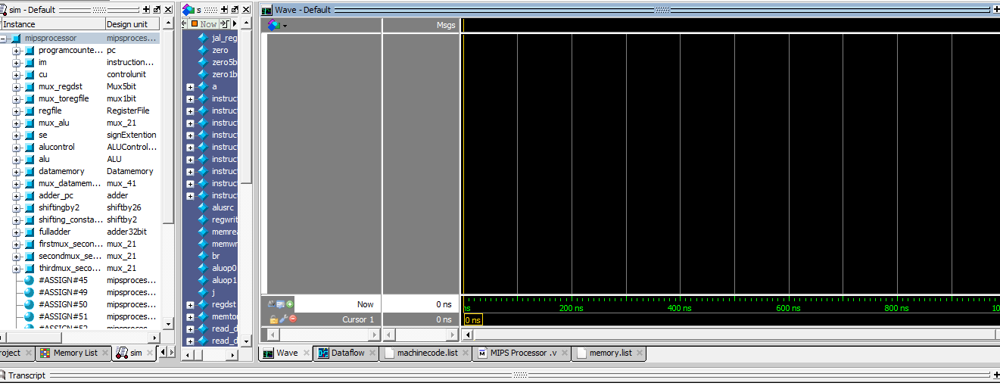 sim - Default
Instance
Design unit
mipsprocessor mipsproces...
programcounte... pc
im instruction...
cu controlunit
mux_regdst Mux5bit
mux_toregfile mux1bit
regfile RegisterFile
mux_alu mux_21
se signExtention
alucontrol ALUControl...
alu ALU
datamemory Datamemory
mux_datamem... mux_41
adder_pc adder
shiftingby2 shiftby26
shifting_consta... shiftby2
fulladder adder32bit
firstmux_secon... mux_21
secondmux_se... mux_21
thirdmux_seco... mux_21
#ASSIGN#45 mipsproces...
#ASSIGN#49 mipsproces...
#ASSIGN#50 mipsproces...
#ASSIGN#51 mipsproces...
roject
Memory List
sim
s
Now
jal_reg
zero
zero5b
zero1b
a
instruct
instruct
instruct
instruct
instruct
instruct
instruct
instruct
instruct
alusrc
regwrit
memrea
memwr
br
aluop0
aluop1
j
regdst
memto
read_d
read_d
Wave - Default
Msgs
Now 0 ns
Cursor 1 0 ns
ns 200 ns 400 ns 600 ns 800 ns 10
0 ns
Wave
Dataflow
machinecode.list
MIPS Processor .v
memory.list
Transcript